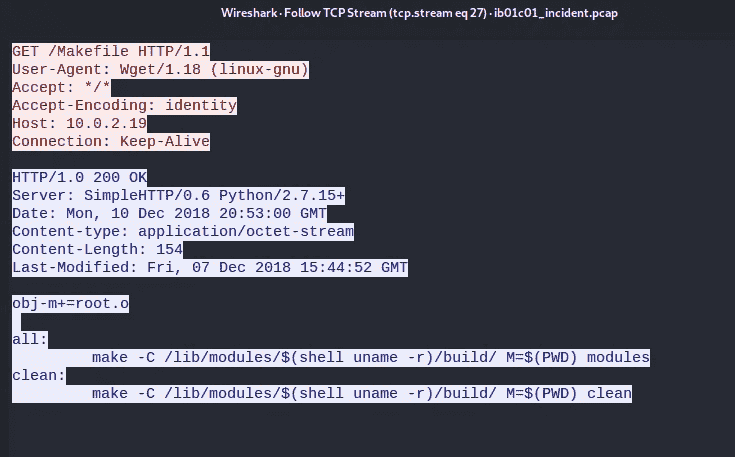 Wireshark · Follow TCP Stream (tcp.stream eq 27) · ib01c01_incident.pcap
GET /Makefile HTTP/1.1
User-Agent: Wget/1.18 (linux-gnu)
Accept: */*
Accept-Encoding: identity
Host: 10.0.2.19
Connection: Keep-Alive
HTTP/1.0 200 OK
Server: SimpleHTTP/0.6 Python/2.7.15+
Date: Mon, 10 Dec 2018 20:53:00 GMT
Content-type: application/octet-stream
Content-Length: 154
Last-Modified: Fri, 07 Dec 2018 15:44:52 GMT
obj-m+=root.o
all:
make -C /lib/modules/$(shell uname -r)/build/ M=$(PWD) modules
clean:
make -C /lib/modules/$(shell uname -r)/build/ M=$(PWD) clean